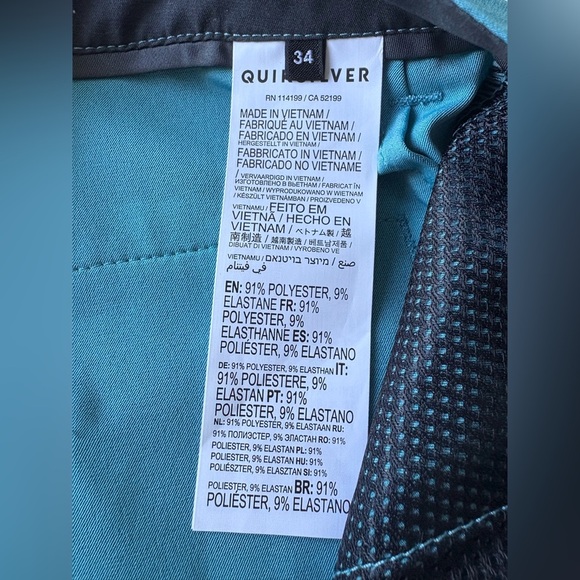 34
QUIKSILVER
RN 114199 / CA 52199
MADE IN VIETNAM /
FABRIQUÉ AU VIETNAM /
FABRICADO EN VIETNAM /
HERGESTELLT IN VIETNAM /
FABBRICATO IN VIETNAM /
FABRICADO NO VIETNAME
/ VERVAARDIGD IN VIETNAM /
ИЗГОТОВЛЕНО В ВЬЕТНАМ / FABRICAT ÎN
VIETNAM / WYPRODUKOWANO W WIETNAM
/ KÉSZÜLT VIETNÁMBAN / PROIZVEDENO V
VIETNAMU / FEITO EM
VIETNÃ / HECHO EN
VIETNAM / ベトナム製 / 越
南制造 / 越南製造 / 베트남제품 /
DIBUAT DI VIETNAM / VYROBENO VE
VIETNAMU / מיוצר בוייטנאם / صنع
في فيتنام
EN: 91% POLYESTER, 9%
ELASTANE FR: 91%
POLYESTER, 9%
ELASTHANNE ES: 91%
POLIÉSTER, 9% ELASTANO
DE: 91% POLYESTER, 9% ELASTHAN IT:
91% POLIESTERE, 9%
ELASTAN PT: 91%
POLIÉSTER, 9% ELASTANO
NL: 91% POLYESTER, 9% ELASTAAN RU:
91% ПОЛИЭСТЕР, 9% ЭЛАСТАН RO: 91%
POLIESTER, 9% ELASTAN PL: 91%
POLIESTER, 9% ELASTAN HU: 91%
POLIÉSZTER, 9% ELASZTAN SI: 91%
POLIESTER, 9% ELASTAN BR: 91%
POLIÉSTER, 9% ELASTANO